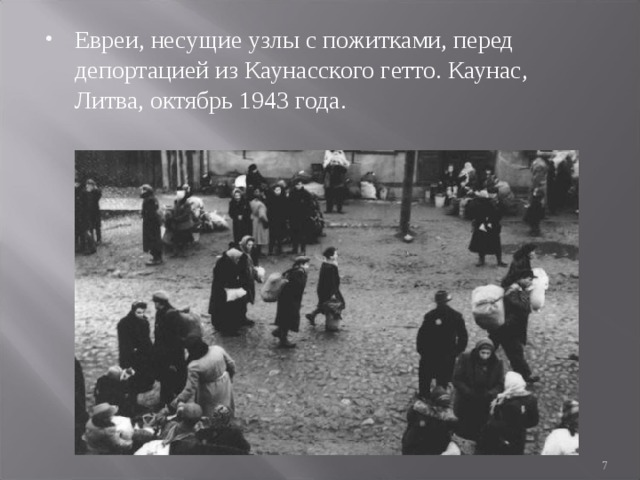 • Евреи, несущие узлы с пожитками, перед
депортацией из Каунасского гетто. Каунас,
Литва, октябрь 1943 года.
7